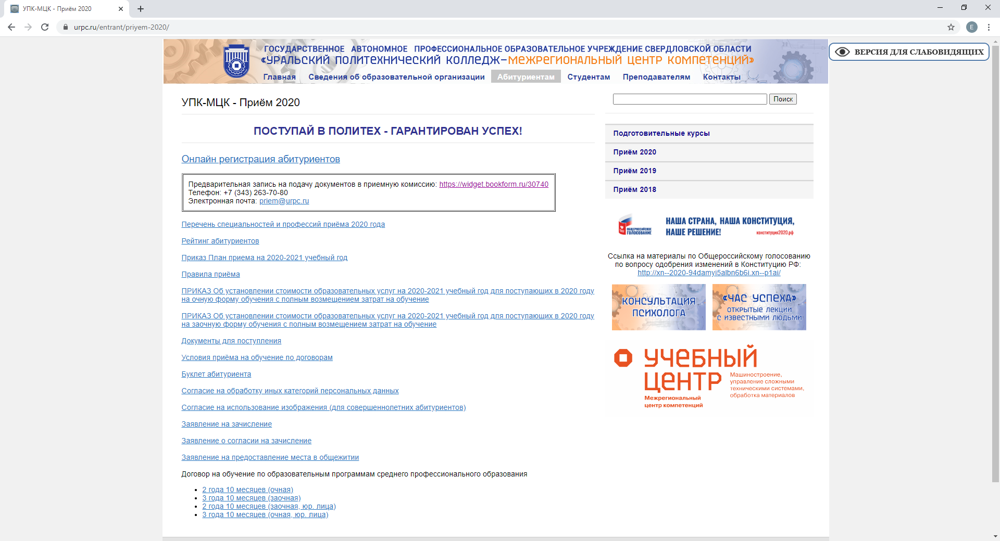 УПК-МЦК - Приём 2020
urpc.ru/entrant/priyem-2020/
E
ГОСУДАРСТВЕННОЕ АВТОНОМНОЕ ПРОФЕССИОНАЛЬНОЕ ОБРАЗОВАТЕЛЬНОЕ УЧРЕЖДЕНИЕ СВЕРДЛОВСКОЙ ОБЛАСТИ
«УРАЛЬСКИЙ ПОЛИТЕХНИЧЕСКИЙ КОЛЛЕДЖ-МЕЖРЕГИОНАЛЬНЫЙ ЦЕНТР КОМПЕТЕНЦИЙ»
Главная Сведения об образовательной организации Абитуриентам Студентам Преподавателям Контакты
ВЕРСИЯ ДЛЯ СЛАБОВИДЯЩИХ
УПК-МЦК - Приём 2020
ПОСТУПАЙ В ПОЛИТЕХ - ГАРАНТИРОВАН УСПЕХ!
Онлайн регистрация абитуриентов
Предварительная запись на подачу документов в приемную комиссию: https://widget.bookform.ru/30740
Телефон: +7 (343) 263-70-80
Электронная почта: priem@urpc.ru
Перечень специальностей и профессий приёма 2020 года
Рейтинг абитуриентов
Приказ План приема на 2020-2021 учебный год
Правила приёма
ПРИКАЗ Об установлении стоимости образовательных услуг на 2020-2021 учебный год для поступающих в 2020 году
на очную форму обучения с полным возмещением затрат на обучение
ПРИКАЗ Об установлении стоимости образовательных услуг на 2020-2021 учебный год для поступающих в 2020 году
на заочную форму обучения с полным возмещением затрат на обучение
Документы для поступления
Условия приёма на обучение по договорам
Буклет абитуриента
Согласие на обработку иных категорий персональных данных
Согласие на использование изображения (для совершеннолетних абитуриентов)
Заявление на зачисление
Заявление о согласии на зачисление
Заявление на предоставление места в общежитии
Договор на обучение по образовательным программам среднего профессионального образования
2 года 10 месяцев (очная)
3 года 10 месяцев (заочная)
2 года 10 месяцев (заочная, юр. лица)
3 года 10 месяцев (очная, юр. лица)
Поиск
Подготовительные курсы
Приём 2020
Приём 2019
Приём 2018
ОБЩЕРОССИЙСКОЕ
ГОЛОСОВАНИЕ
НАША СТРАНА, НАША КОНСТИТУЦИЯ,
НАША РЕШЕНИЕ!
конституция2020.рф
Ссылка на материалы по Общероссийскому голосованию
по вопросу одобрения изменений в Конституцию РФ:
http://xn--2020-94damyi5albn6b6i.xn--p1ai/
КОНСУЛЬТАЦИЯ
ПСИХОЛОГА
«ЧАС УСПЕХА»
ОТКРЫТЫЕ ЛЕКЦИИ
С ИЗВЕСТНЫМИ ЛЮДЬМИ
УЧЕБНЫЙ
ЦЕНТР
Межрегиональный
центр компетенций
Машиностроение,
управление сложными
техническими системами,
обработка материалов